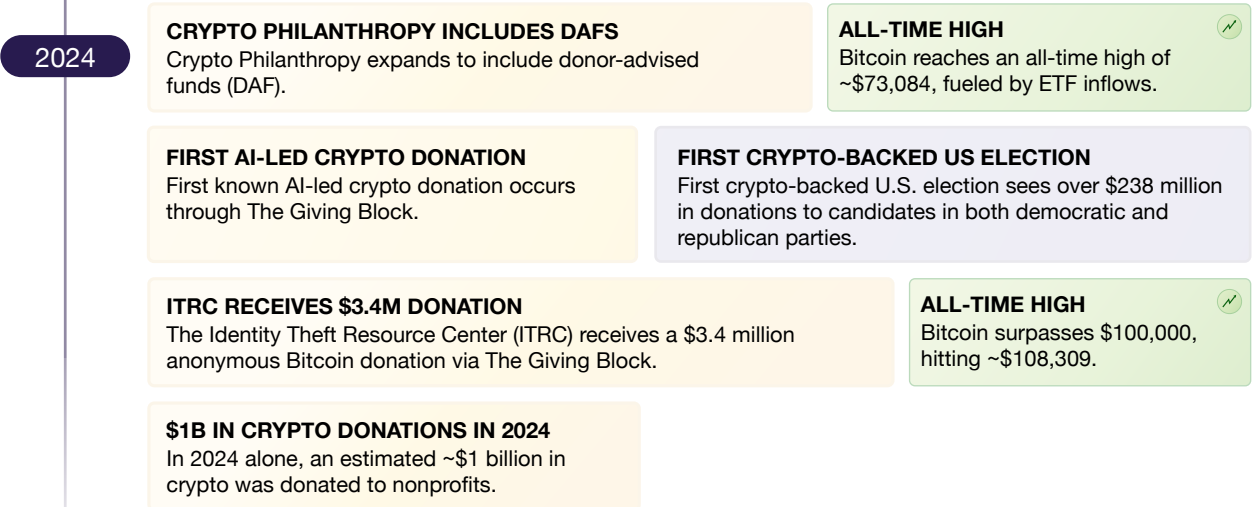 2024
CRYPTO PHILANTHROPY INCLUDES DAFS
Crypto Philanthropy expands to include donor-advised
funds (DAF).
ALL-TIME HIGH
Bitcoin reaches an all-time high of
~$73,084, fueled by ETF inflows.
FIRST AI-LED CRYPTO DONATION
First known AI-led crypto donation occurs
through The Giving Block.
FIRST CRYPTO-BACKED US ELECTION
First crypto-backed U.S. election sees over $238 million
in donations to candidates in both democratic and
republican parties.
ITRC RECEIVES $3.4M DONATION
The Identity Theft Resource Center (ITRC) receives a $3.4 million
anonymous Bitcoin donation via The Giving Block.
ALL-TIME HIGH
Bitcoin surpasses $100,000,
hitting ~$108,309.
$1B IN CRYPTO DONATIONS IN 2024
In 2024 alone, an estimated ~$1 billion in
crypto was donated to nonprofits.